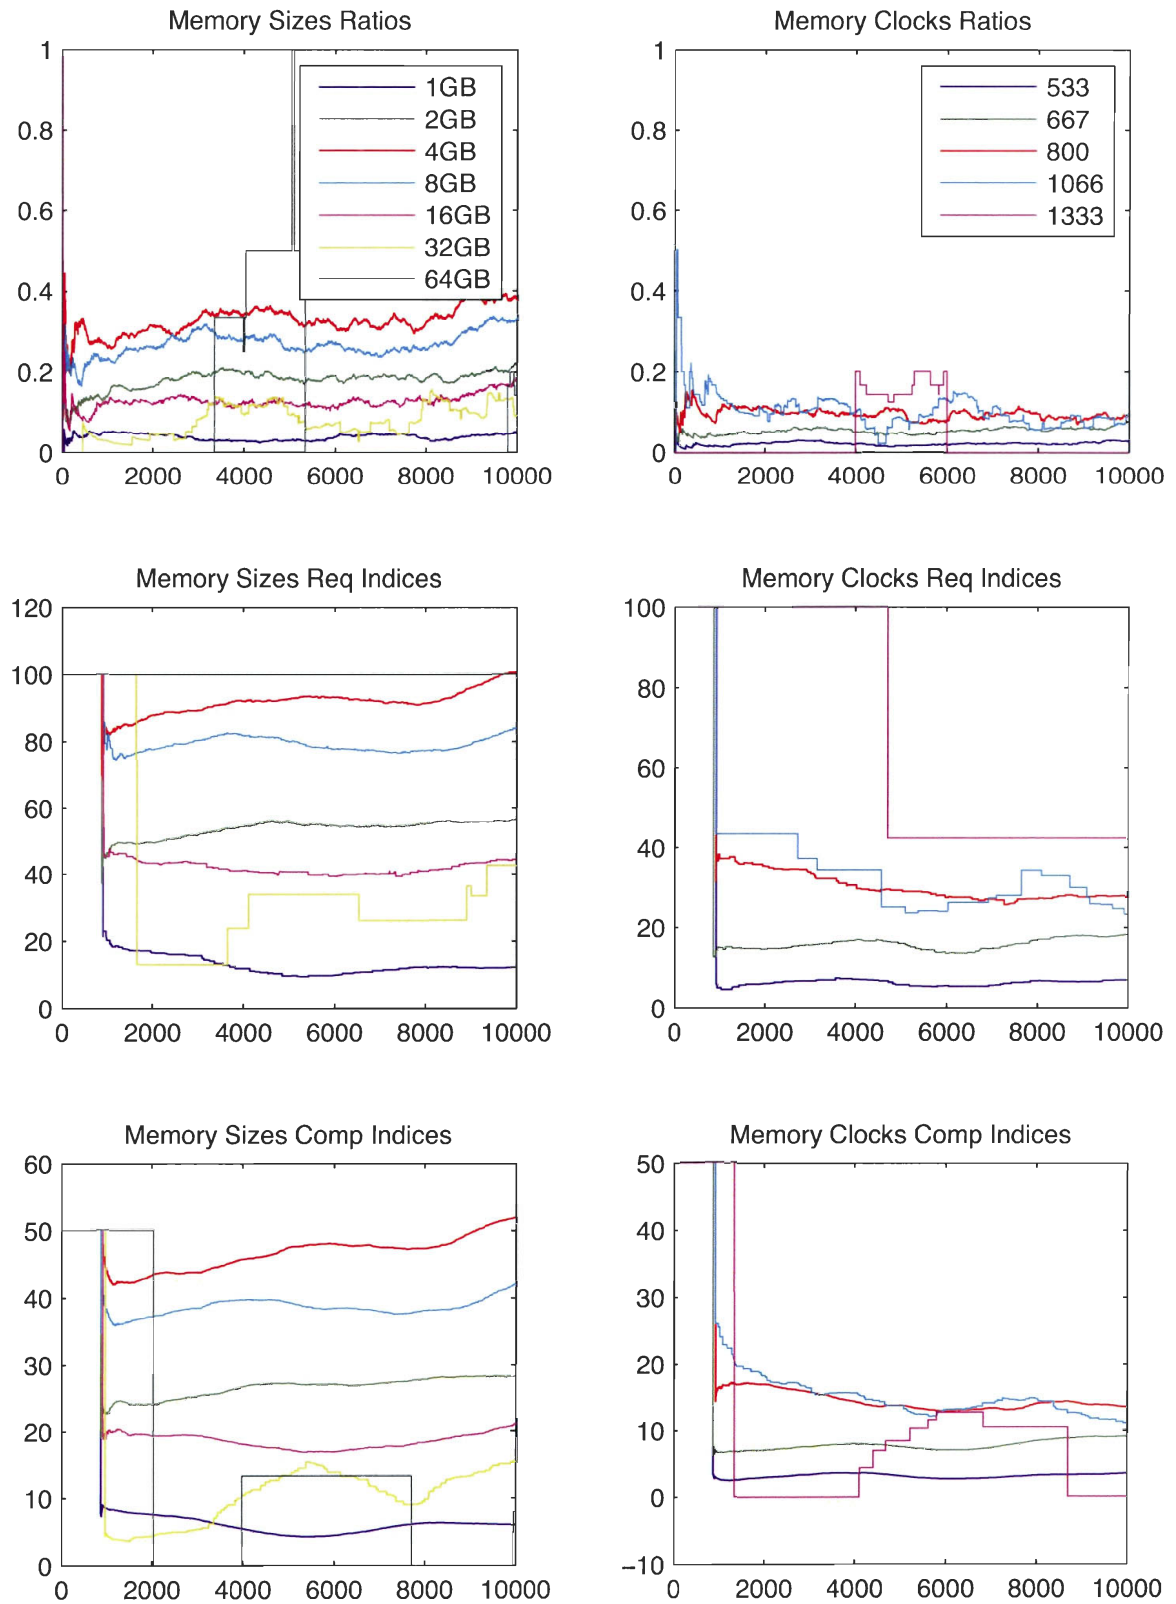 Memory Sizes Ratios
1
0.8
0.6
0.4
0.2
0
0 2000 4000 6000 8000 10000
1GB
2GB
4GB
8GB
16GB
32GB
64GB
Memory Clocks Ratios
1
0.8
0.6
0.4
0.2
0
0 2000 4000 6000 8000 10000
533
667
800
1066
1333
Memory Sizes Req Indices
120
100
80
60
40
20
0
0 2000 4000 6000 8000 10000
Memory Clocks Req Indices
100
80
60
40
20
0
0 2000 4000 6000 8000 10000
Memory Sizes Comp Indices
60
50
40
30
20
10
0
0 2000 4000 6000 8000 10000
Memory Clocks Comp Indices
50
40
30
20
10
0
−10
0 2000 4000 6000 8000 10000